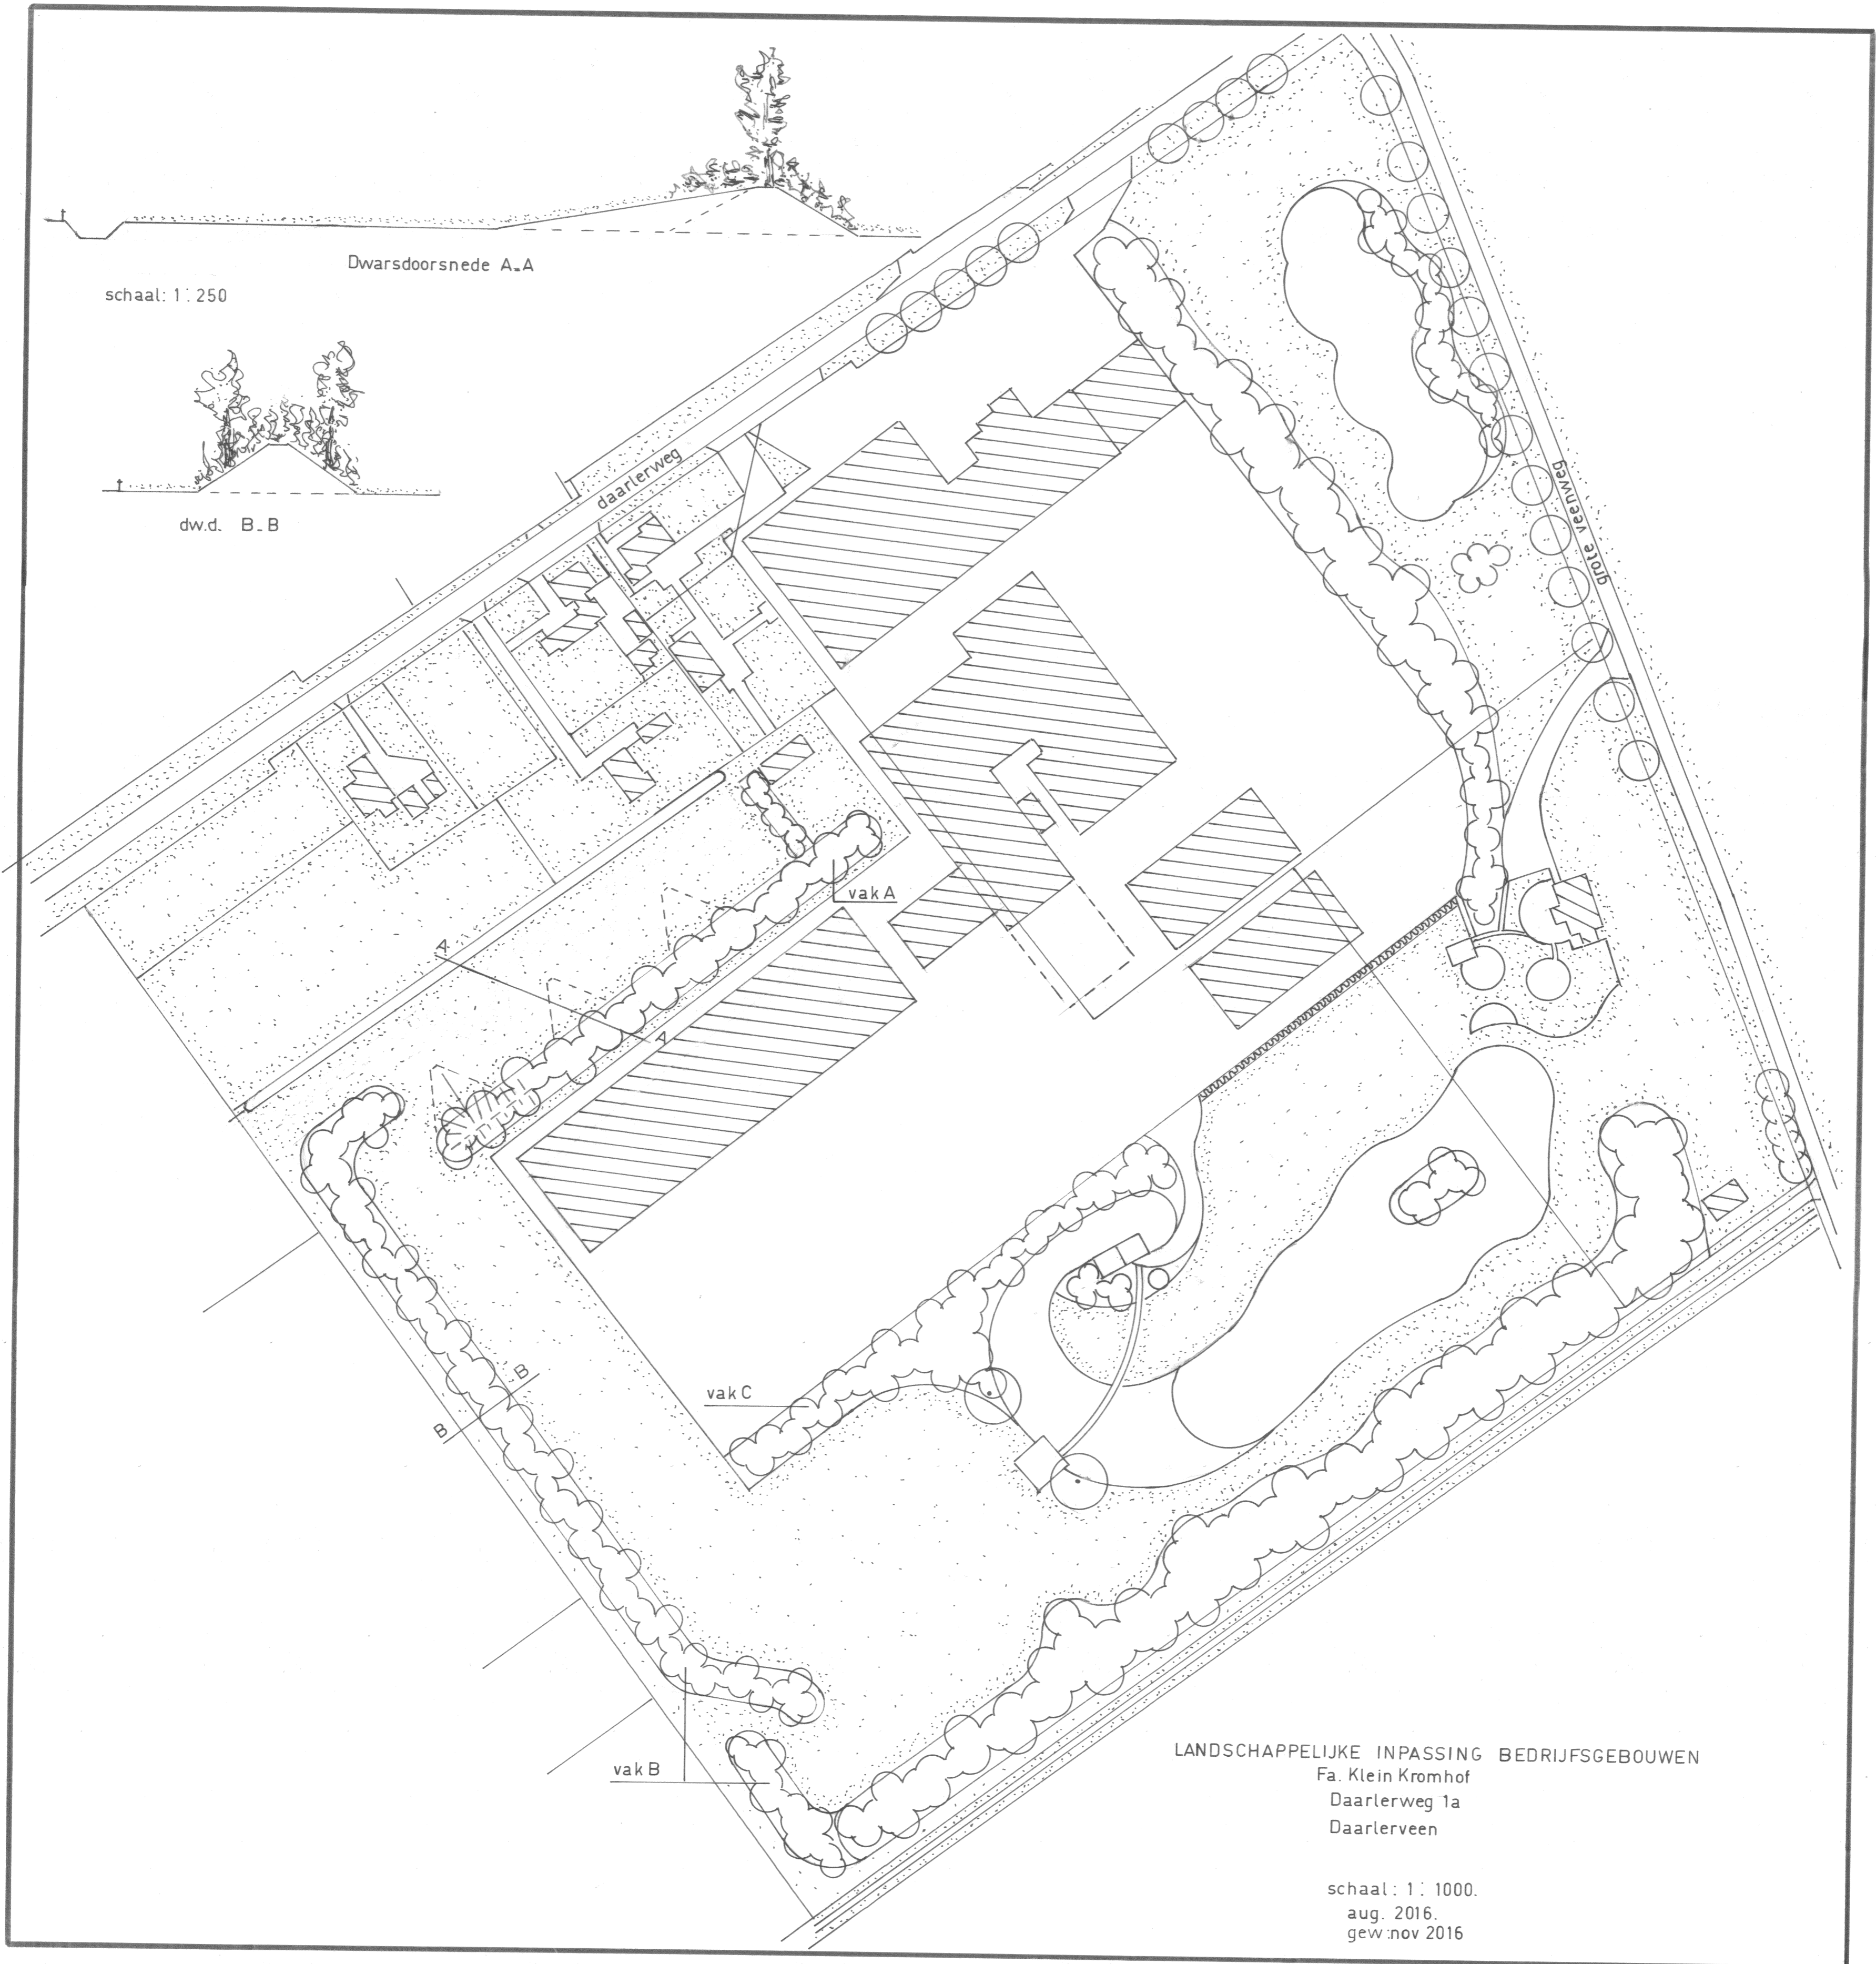 Dwarsdoorsnede A-A
schaal: 1:250
daarlerweg
grote veenweg
dw.d. B-B
vak A
A
A
B
B
vak C
vak B
LANDSCHAPPELIJKE INPASSING BEDRIJFSGEBOUWEN
Fa. Klein Kromhof
Daarlerweg 1a
Daarlerveen
schaal: 1: 1000.
aug. 2016.
gew:nov 2016